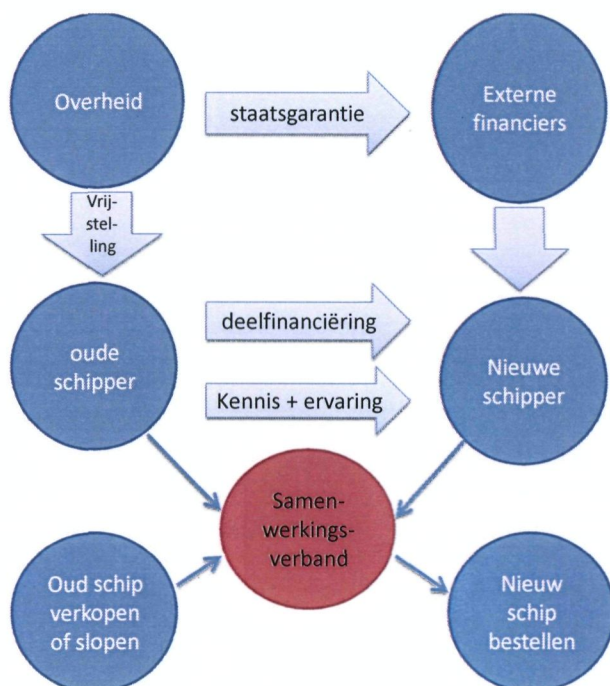 Overheid
staatsgarantie
Externe
financiers
Vrij-
stel-
ling
oude
schipper
deelfinanciëring
Kennis + ervaring
Nieuwe
schipper
Samen-
werkings-
verband
Oud schip
verkopen
of slopen
Nieuw
schip
bestellen